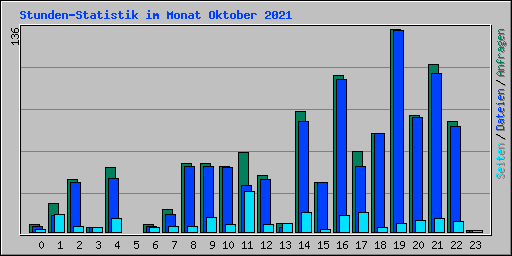 Stunden-Statistik im Monat Oktober 2021
136
Seiten / Dateien / Anfragen
0 1 2 3 4 5 6 7 8 9 10 11 12 13 14 15 16 17 18 19 20 21 22 23